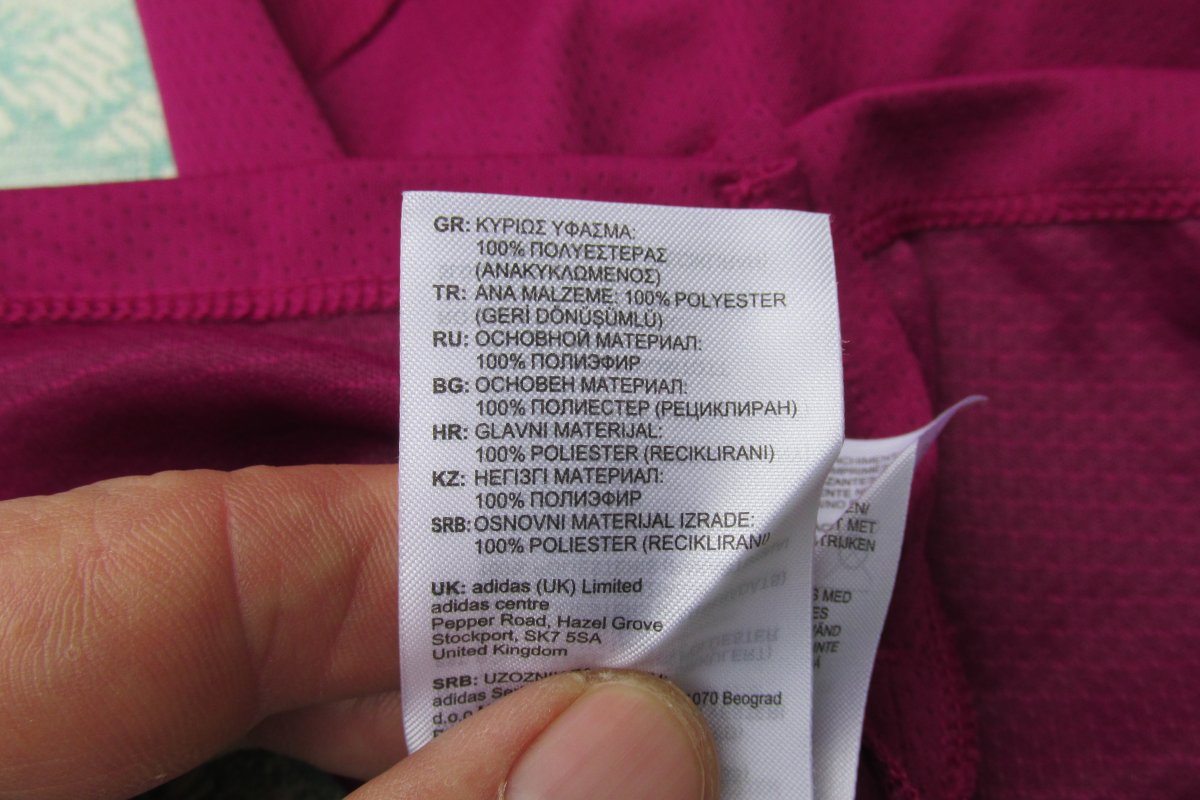 GR: ΚΥΡΙΩΣ ΥΦΑΣΜΑ:
100% ΠΟΛΥΕΣΤΕΡΑΣ
(ΑΝΑΚΥΚΛΩΜΕΝΟΣ)
TR: ANA MALZEME: 100% POLYESTER
(GERİ DÖNÜŞÜMLÜ)
RU: ОСНОВНОЙ МАТЕРИАЛ:
100% ПОЛИЭФИР
BG: ОСНОВЕН МАТЕРИАЛ:
100% ПОЛИЕСТЕР (РЕЦИКЛИРАН)
HR: GLAVNI MATERIJAL:
100% POLIESTER (RECIKLIRANI)
KZ: НЕГІЗГІ МАТЕРИАЛ:
100% ПОЛИЭФИР
SRB: OSNOVNI MATERIJAL IZRADE:
100% POLIESTER (RECIKLIRANI)
UK: adidas (UK) Limited
adidas centre
Pepper Road, Hazel Grove
Stockport, SK7 5SA
United Kingdom
SRB:
adidas 1070 Beograd
d.o.o
EN/
MET
TRIJKEN
MED